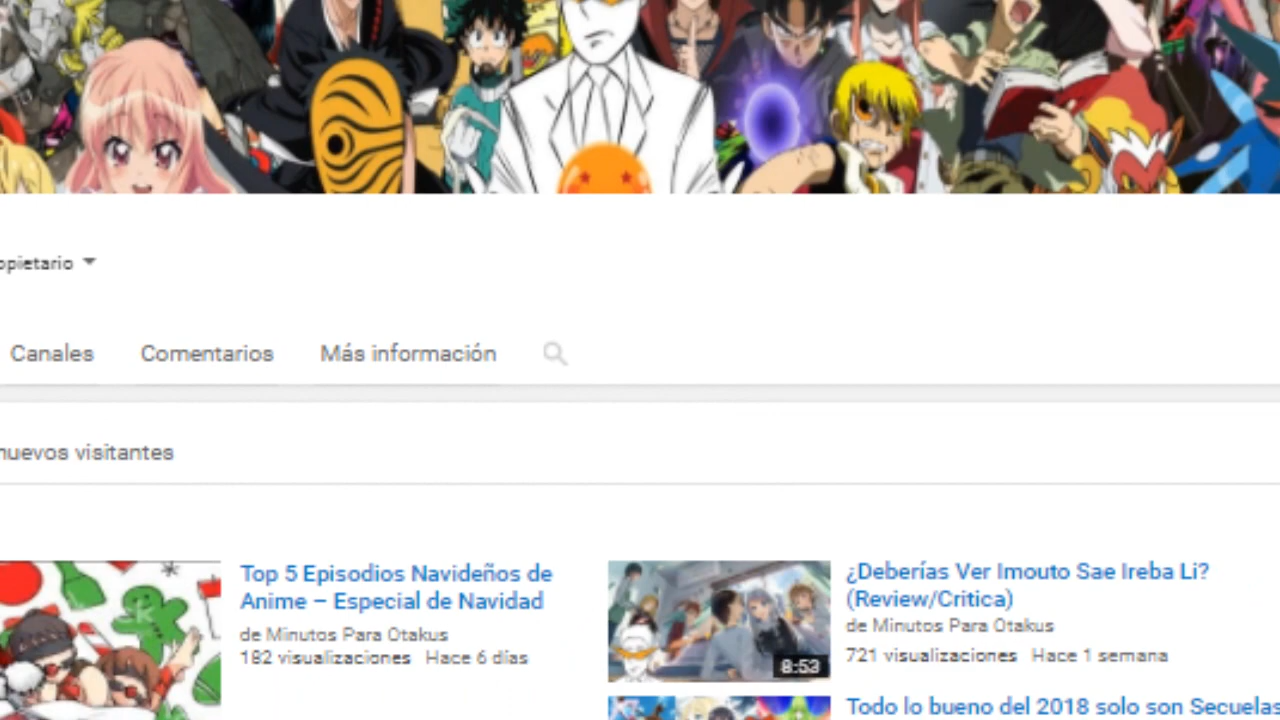 opietario
Canales Comentarios Más información
nuevos visitantes
Top 5 Episodios Navideños de
Anime – Especial de Navidad
de Minutos Para Otakus
182 visualizaciones Hace 6 días
¿Deberías Ver Imouto Sae Ireba Li?
(Review/Critica)
de Minutos Para Otakus
721 visualizaciones Hace 1 semana
8:53
Todo lo bueno del 2018 solo son Secuelas